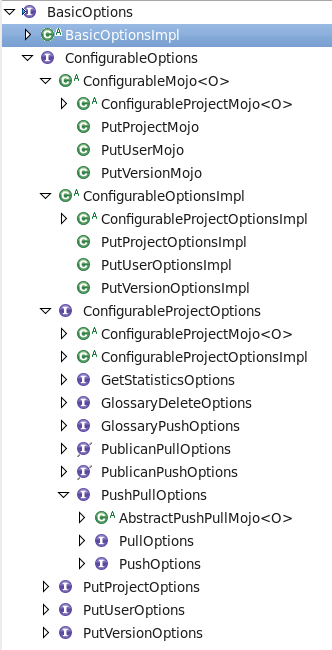 BasicOptions
BasicOptionsImpl
ConfigurableOptions
ConfigurableMojo<O>
ConfigurableProjectMojo<O>
PutProjectMojo
PutUserMojo
PutVersionMojo
ConfigurableOptionsImpl
ConfigurableProjectOptionsImpl
PutProjectOptionsImpl
PutUserOptionsImpl
PutVersionOptionsImpl
ConfigurableProjectOptions
ConfigurableProjectMojo<O>
ConfigurableProjectOptionsImpl
GetStatisticsOptions
GlossaryDeleteOptions
GlossaryPushOptions
PublicanPullOptions
PublicanPushOptions
PushPullOptions
AbstractPushPullMojo<O>
PullOptions
PushOptions
PutProjectOptions
PutUserOptions
PutVersionOptions